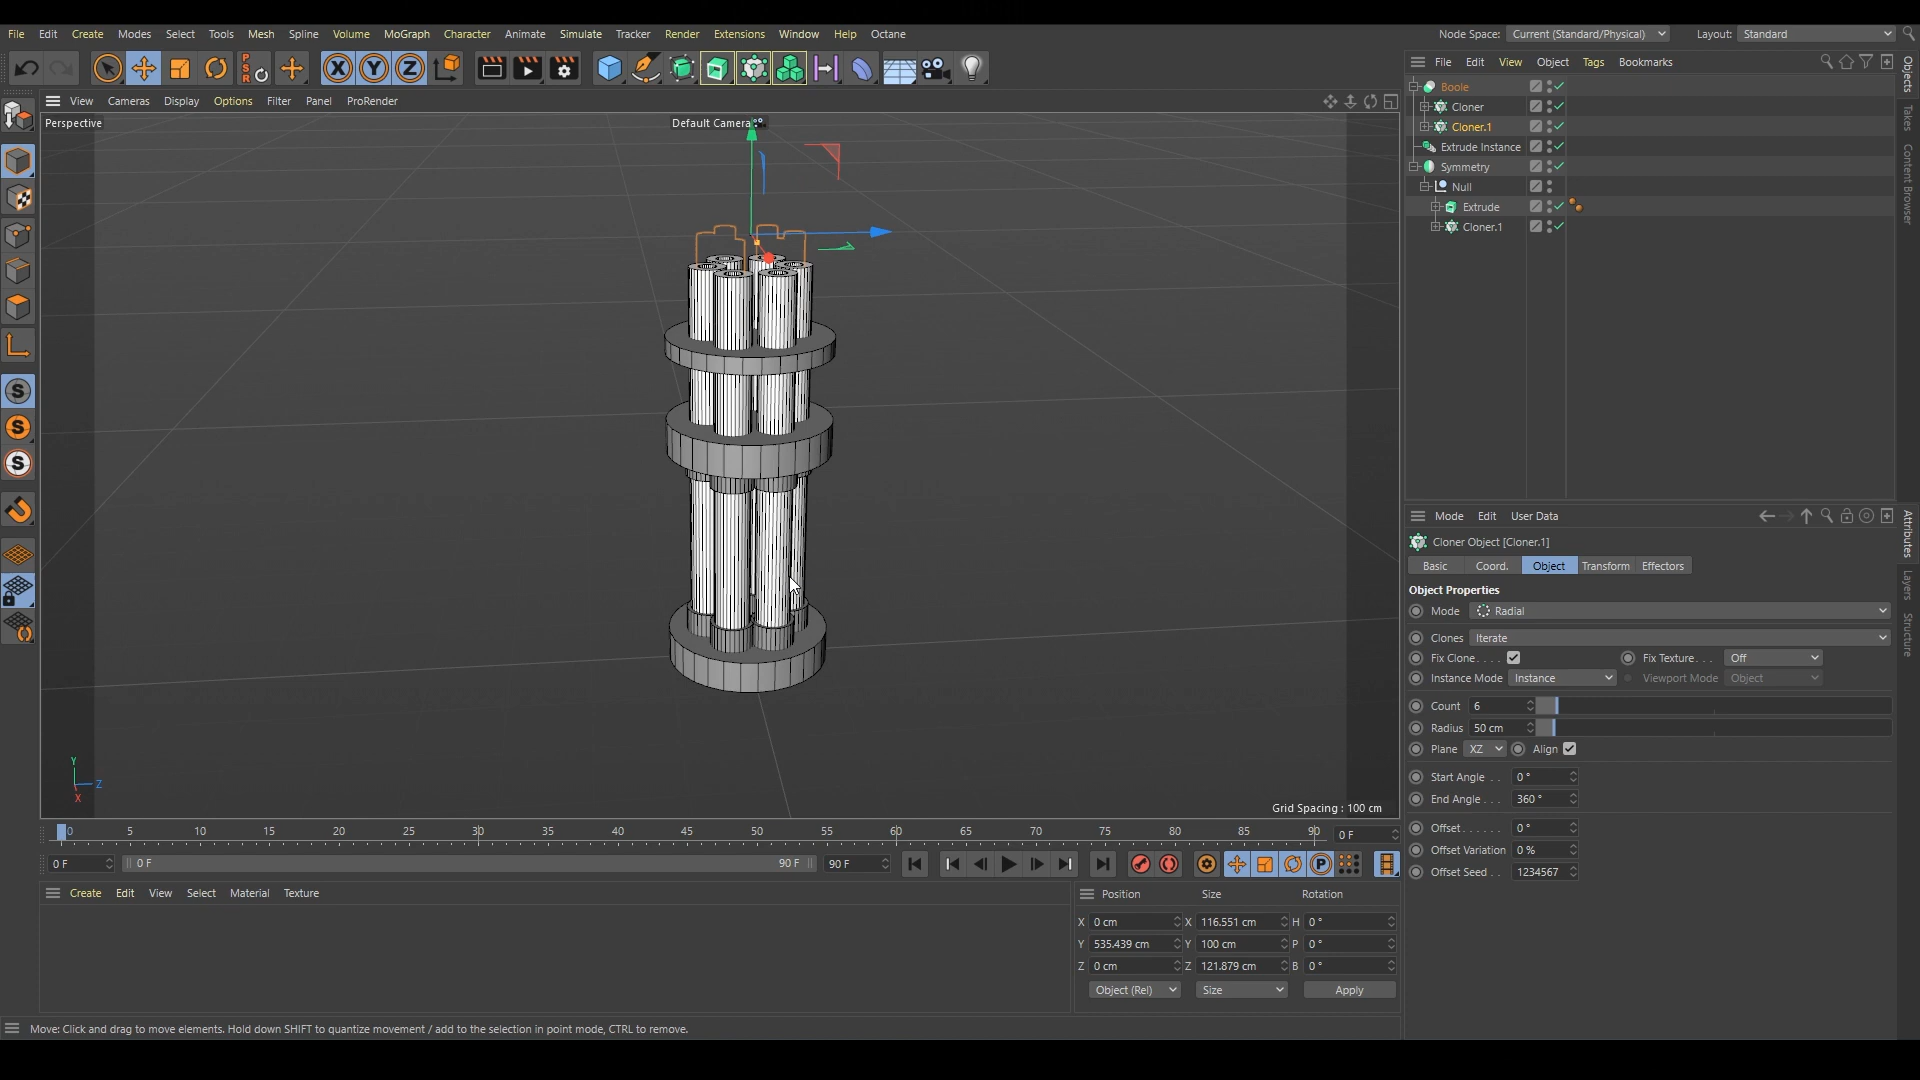 File Edit Create Modes Select Tools Mesh Spline Volume MoGraph Character Animate Simulate Tracker Render Extensions Window Help Octane Node Space: Current (Standard/Physical) Layout: Standard
PSR X Y Z
File Edit View Object Tags Bookmarks
View Cameras Display Options Filter Panel ProRender
Perspective Default Camera
Boole
Cloner
Cloner.1
Extrude Instance
Symmetry
Null
Extrude
Cloner.1
Objects
Takes
Content Browser
S
S
S
Y
Z
X
Grid Spacing : 100 cm
Mode Edit User Data
Cloner Object [Cloner.1]
Basic Coord. Object Transform Effectors
Object Properties
Mode Radial
Clones Iterate
Fix Clone. . . . Fix Texture. . . Off
Instance Mode Instance Viewport Mode Object
Count 6
Radius 50 cm
Plane XZ Align
Start Angle . . 0 °
End Angle . . . 360 °
Offset. . . . . . 0 °
Offset Variation 0 %
Offset Seed . . 1234567
Attributes
Layers
Structure
0 5 10 15 20 25 30 35 40 45 50 55 60 65 70 75 80 85 90 0 F
0 F 0 F 90 F 90 F P
Create Edit View Select Material Texture
Position Size Rotation
X 0 cm X 116.551 cm H 0 °
Y 535.439 cm Y 100 cm P 0 °
Z 0 cm Z 121.879 cm B 0 °
Object (Rel) Size Apply
Move: Click and drag to move elements. Hold down SHIFT to quantize movement / add to the selection in point mode, CTRL to remove.